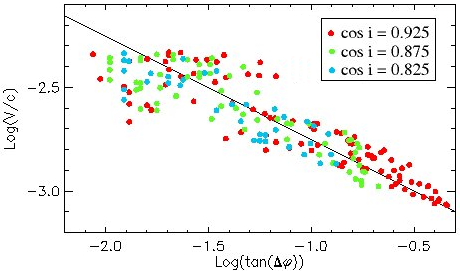 cos i = 0.925
cos i = 0.875
cos i = 0.825
Log(V/c)
−2.5
−3.0
−2.0
−1.5
−1.0
−0.5
Log(tan(Δφ))